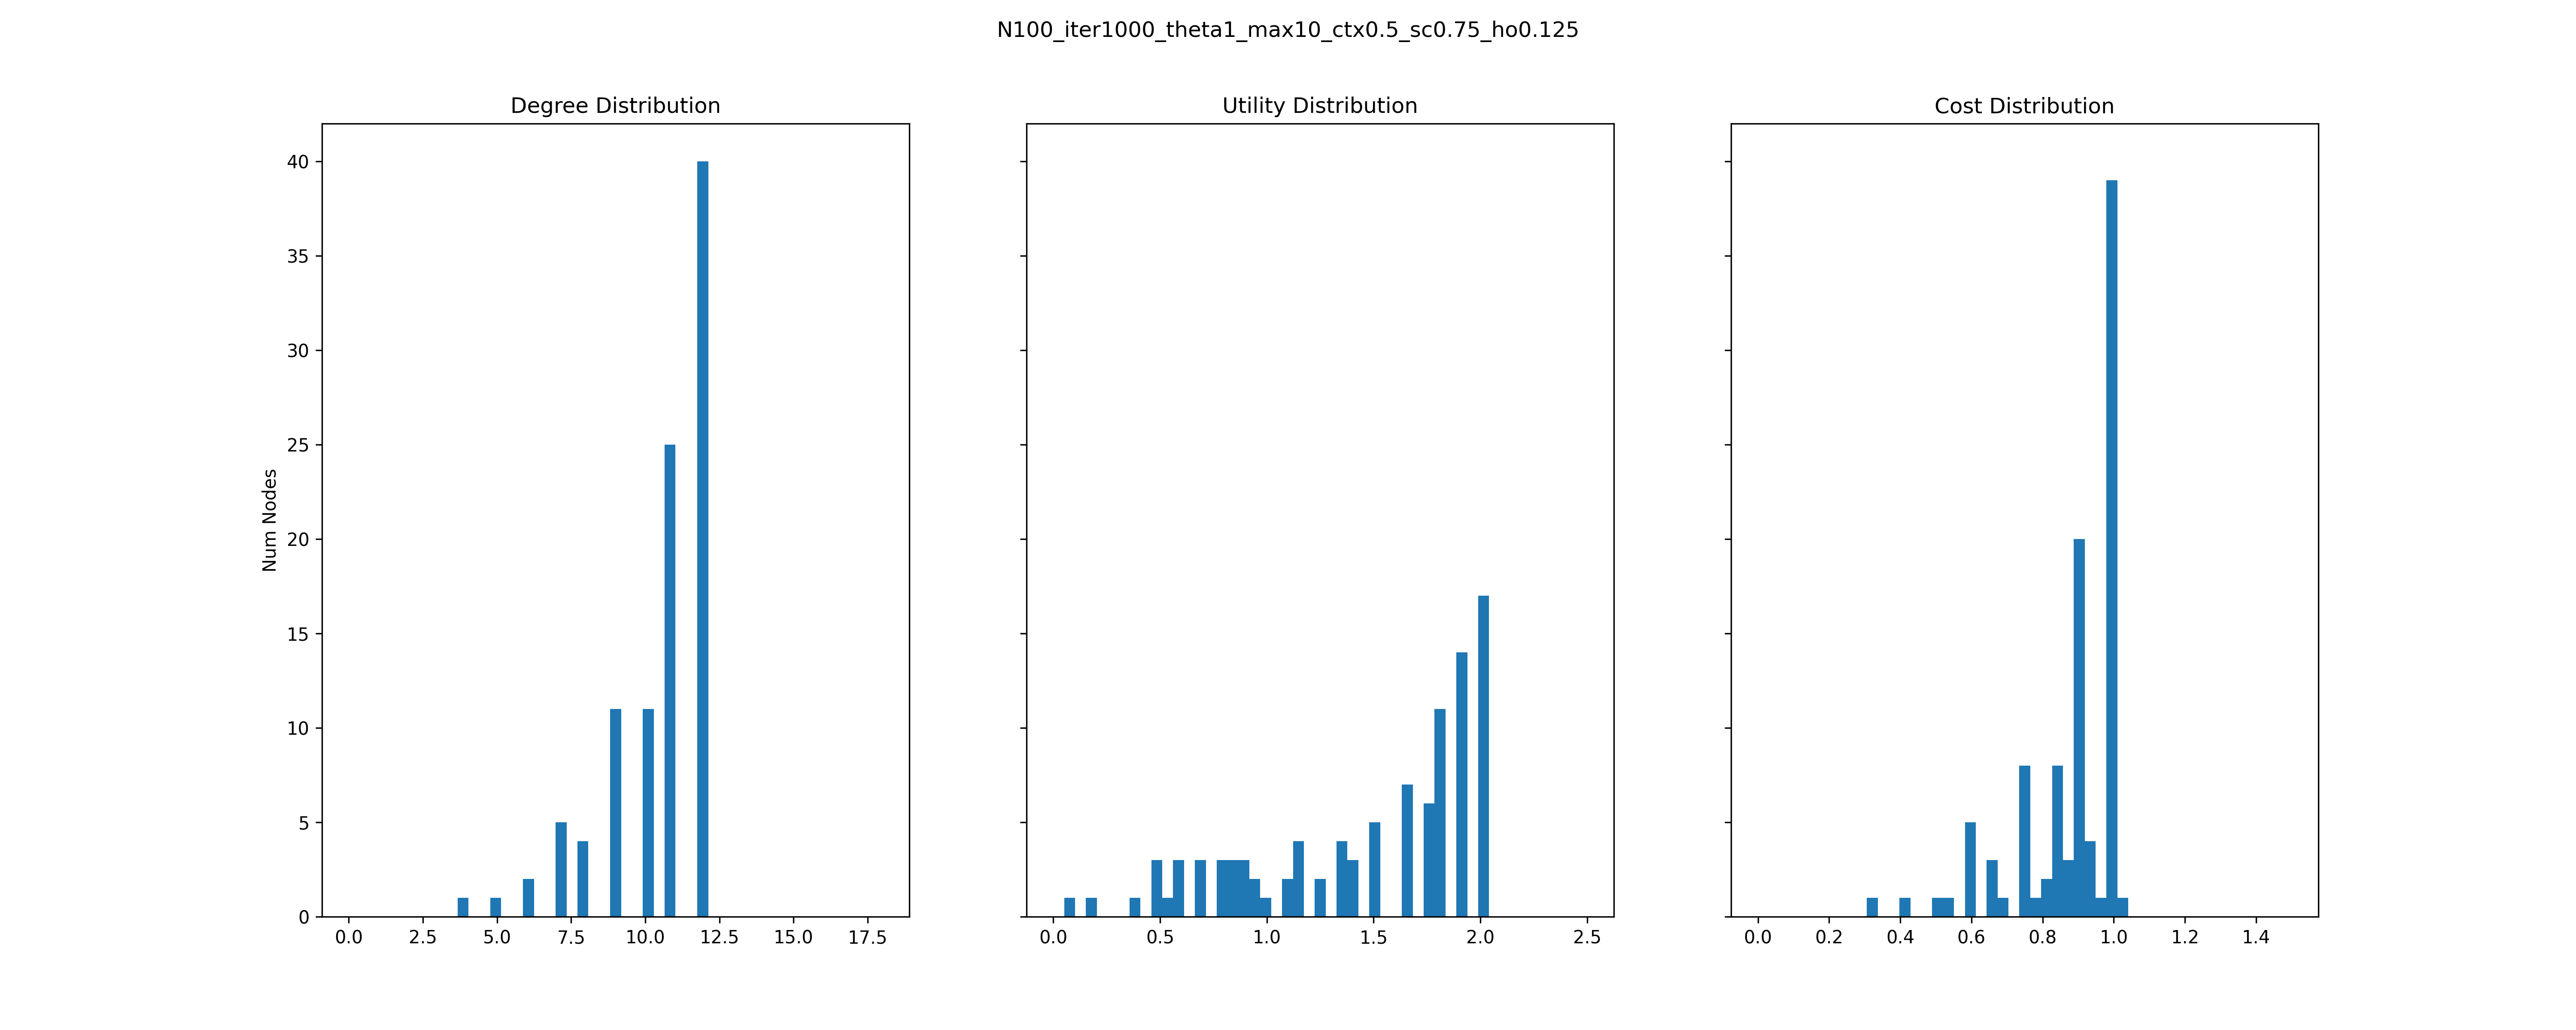 N100_iter1000_theta1_max10_ctx0.5_sc0.75_ho0.125
Degree Distribution
Utility Distribution
Cost Distribution
Num Nodes
40
35
30
25
20
15
10
5
0
0.0 2.5 5.0 7.5 10.0 12.5 15.0 17.5
0.0 0.5 1.0 1.5 2.0 2.5
0.0 0.2 0.4 0.6 0.8 1.0 1.2 1.4